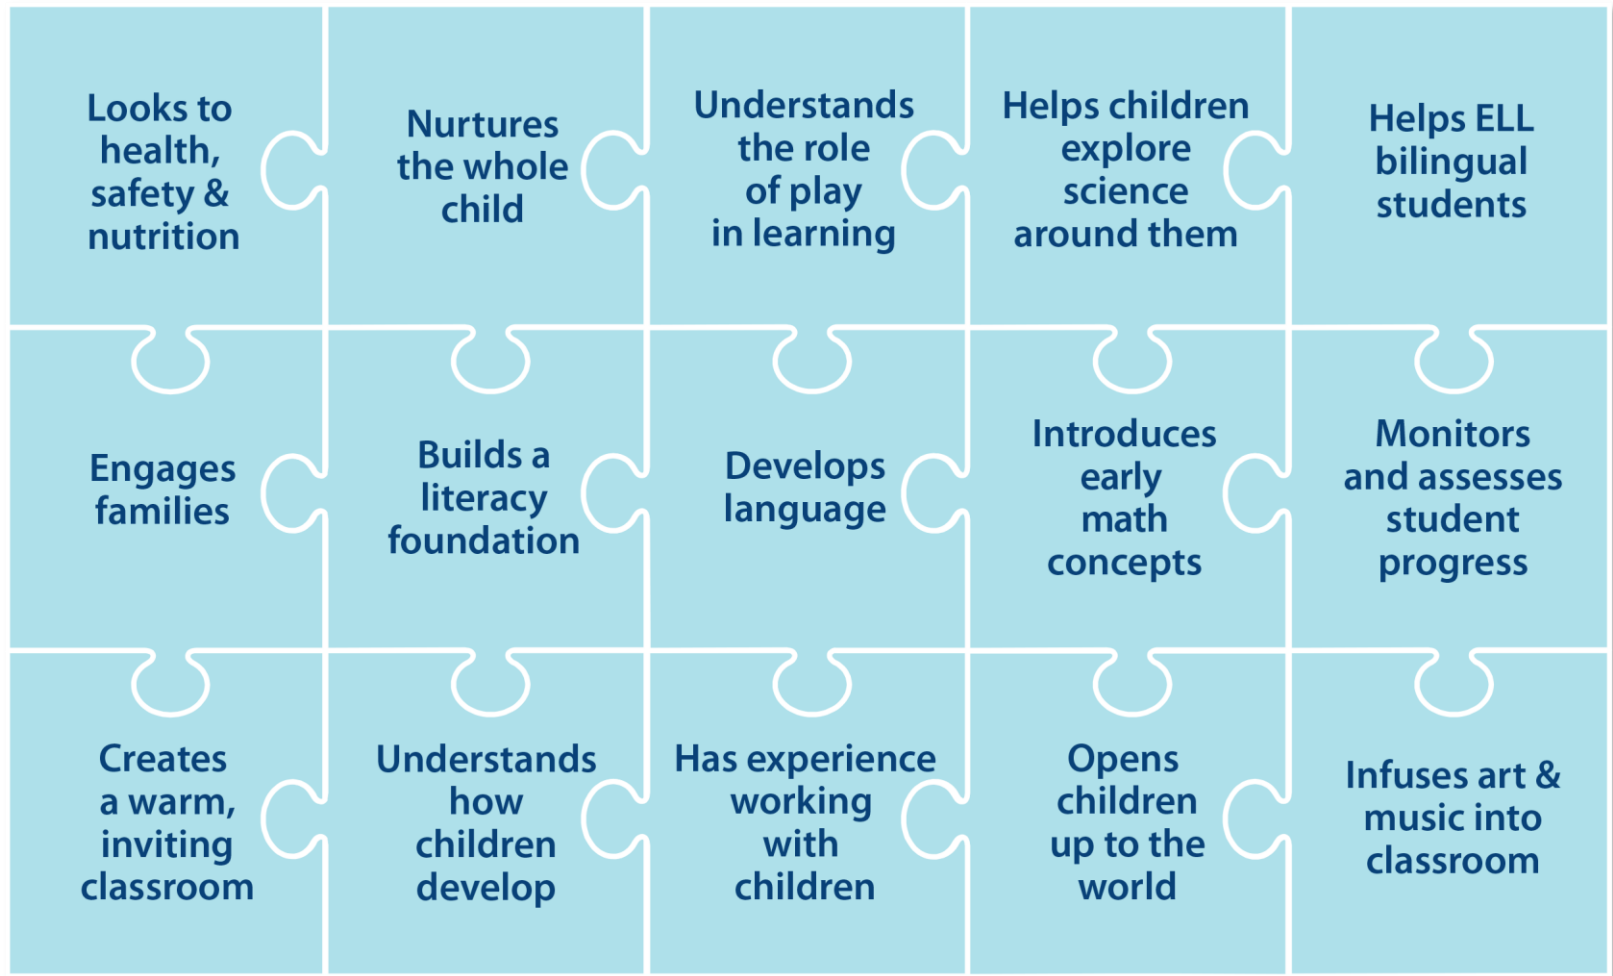 Looks to
health,
safety &
nutrition
Nurtures
the whole
child
Understands
the role
of play
in learning
Helps children
explore
science
around them
Helps ELL
bilingual
students
Engages
families
Builds a
literacy
foundation
Develops
language
Introduces
early
math
concepts
Monitors
and assesses
student
progress
Creates
a warm,
inviting
classroom
Understands
how
children
develop
Has experience
working
with
children
Opens
children
up to the
world
Infuses art &
music into
classroom